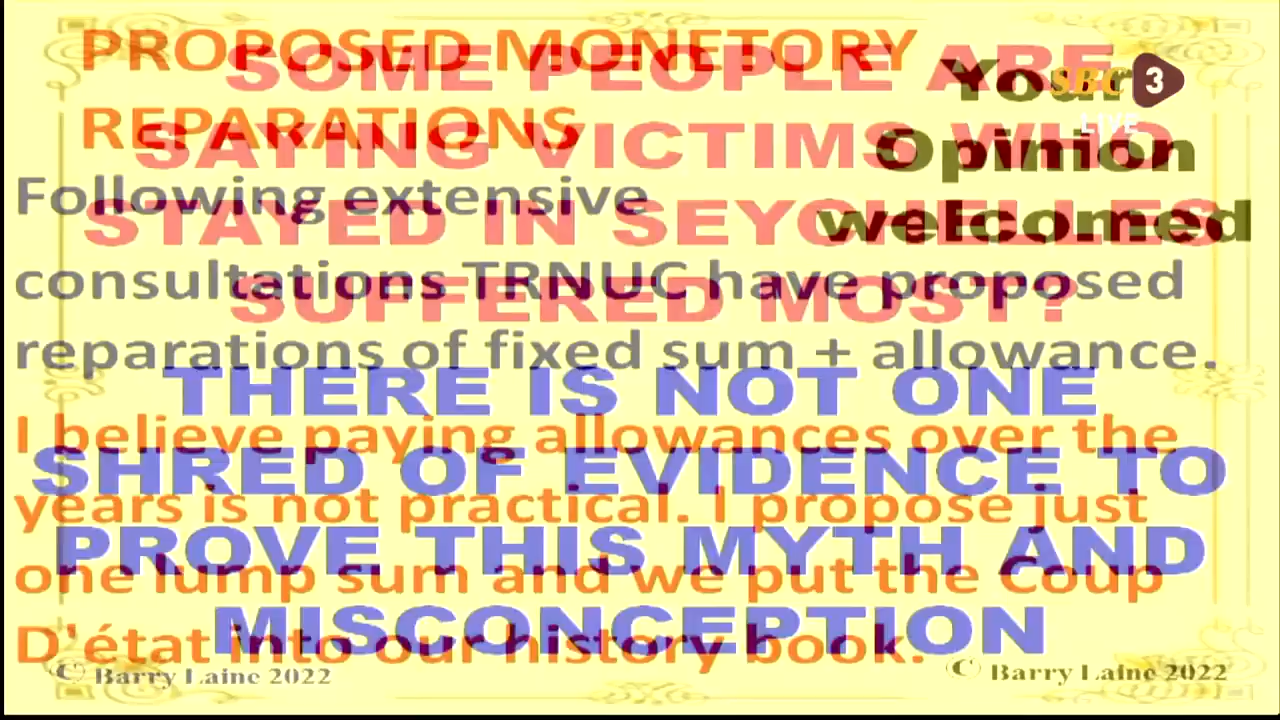 PROPOSED MONETORY
REPARATIONS
Following extensive
consultations TRNUC have proposed
reparations of fixed sum + allowance.
I believe paying allowances over the
years is not practical. I propose just
one lump sum and we put the Coup
D'état into our history book.
© Barry Laine 2022
SOME PEOPLE ARE
SAYING VICTIMS WHO
STAYED IN SEYCHELLES
SUFFERED MOST?
THERE IS NOT ONE
SHRED OF EVIDENCE TO
PROVE THIS MYTH AND
MISCONCEPTION
© Barry Laine 2022
Your
Opinion
welcomed
SBC 3
LIVE